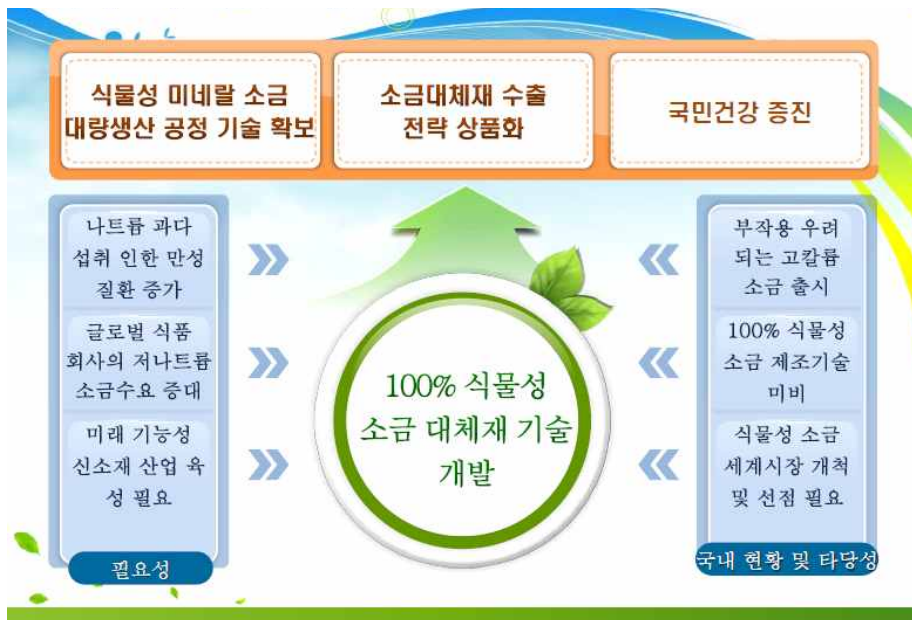 식물성 미네랄 소금
대량생산 공정 기술 확보
소금대체재 수출
전략 상품화
국민건강 증진
나트륨 과다
섭취 인한 만성
질환 증가
글로벌 식품
회사의 저나트륨
소금수요 증대
미래 기능성
신소재 산업 육
성 필요
필요성
100% 식물성
소금 대체재 기술
개발
부작용 우려
되는 고칼륨
소금 출시
100% 식물성
소금 제조기술
미비
식물성 소금
세계시장 개척
및 선점 필요
국내 현황 및 타당성